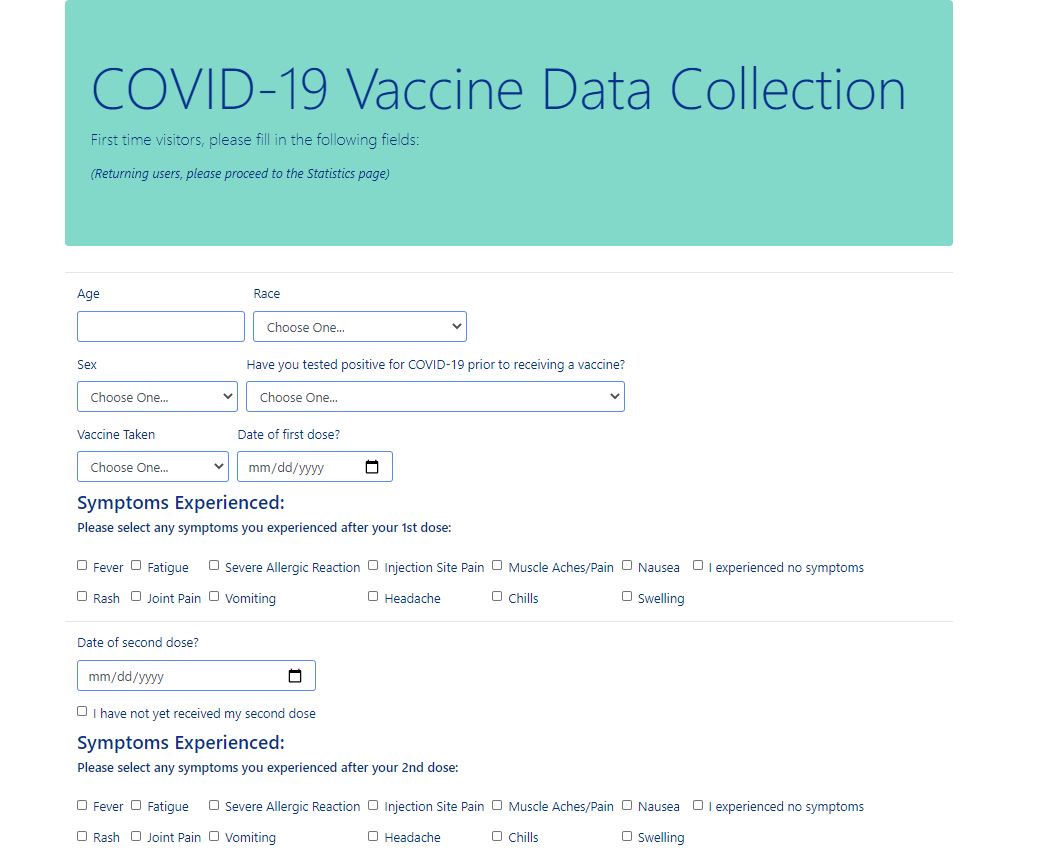 COVID-19 Vaccine Data Collection
First time visitors, please fill in the following fields:
(Returning users, please proceed to the Statistics page)
Age Race
Choose One...
Sex Have you tested positive for COVID-19 prior to receiving a vaccine?
Choose One... Choose One...
Vaccine Taken Date of first dose?
Choose One... mm/dd/yyyy
Symptoms Experienced:
Please select any symptoms you experienced after your 1st dose:
Fever Fatigue Severe Allergic Reaction Injection Site Pain Muscle Aches/Pain Nausea I experienced no symptoms
Rash Joint Pain Vomiting Headache Chills Swelling
Date of second dose?
mm/dd/yyyy
I have not yet received my second dose
Symptoms Experienced:
Please select any symptoms you experienced after your 2nd dose:
Fever Fatigue Severe Allergic Reaction Injection Site Pain Muscle Aches/Pain Nausea I experienced no symptoms
Rash Joint Pain Vomiting Headache Chills Swelling